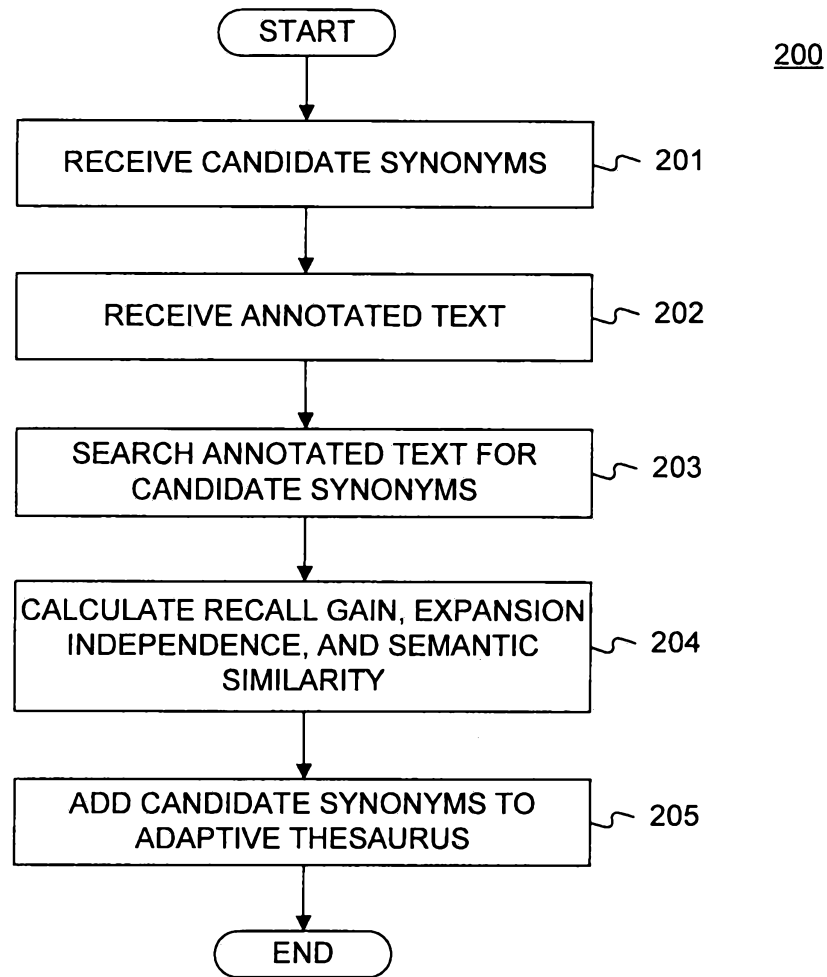 START
200
RECEIVE CANDIDATE SYNONYMS
201
RECEIVE ANNOTATED TEXT
202
SEARCH ANNOTATED TEXT FOR
CANDIDATE SYNONYMS
203
CALCULATE RECALL GAIN, EXPANSION
INDEPENDENCE, AND SEMANTIC
SIMILARITY
204
ADD CANDIDATE SYNONYMS TO
ADAPTIVE THESAURUS
205
END